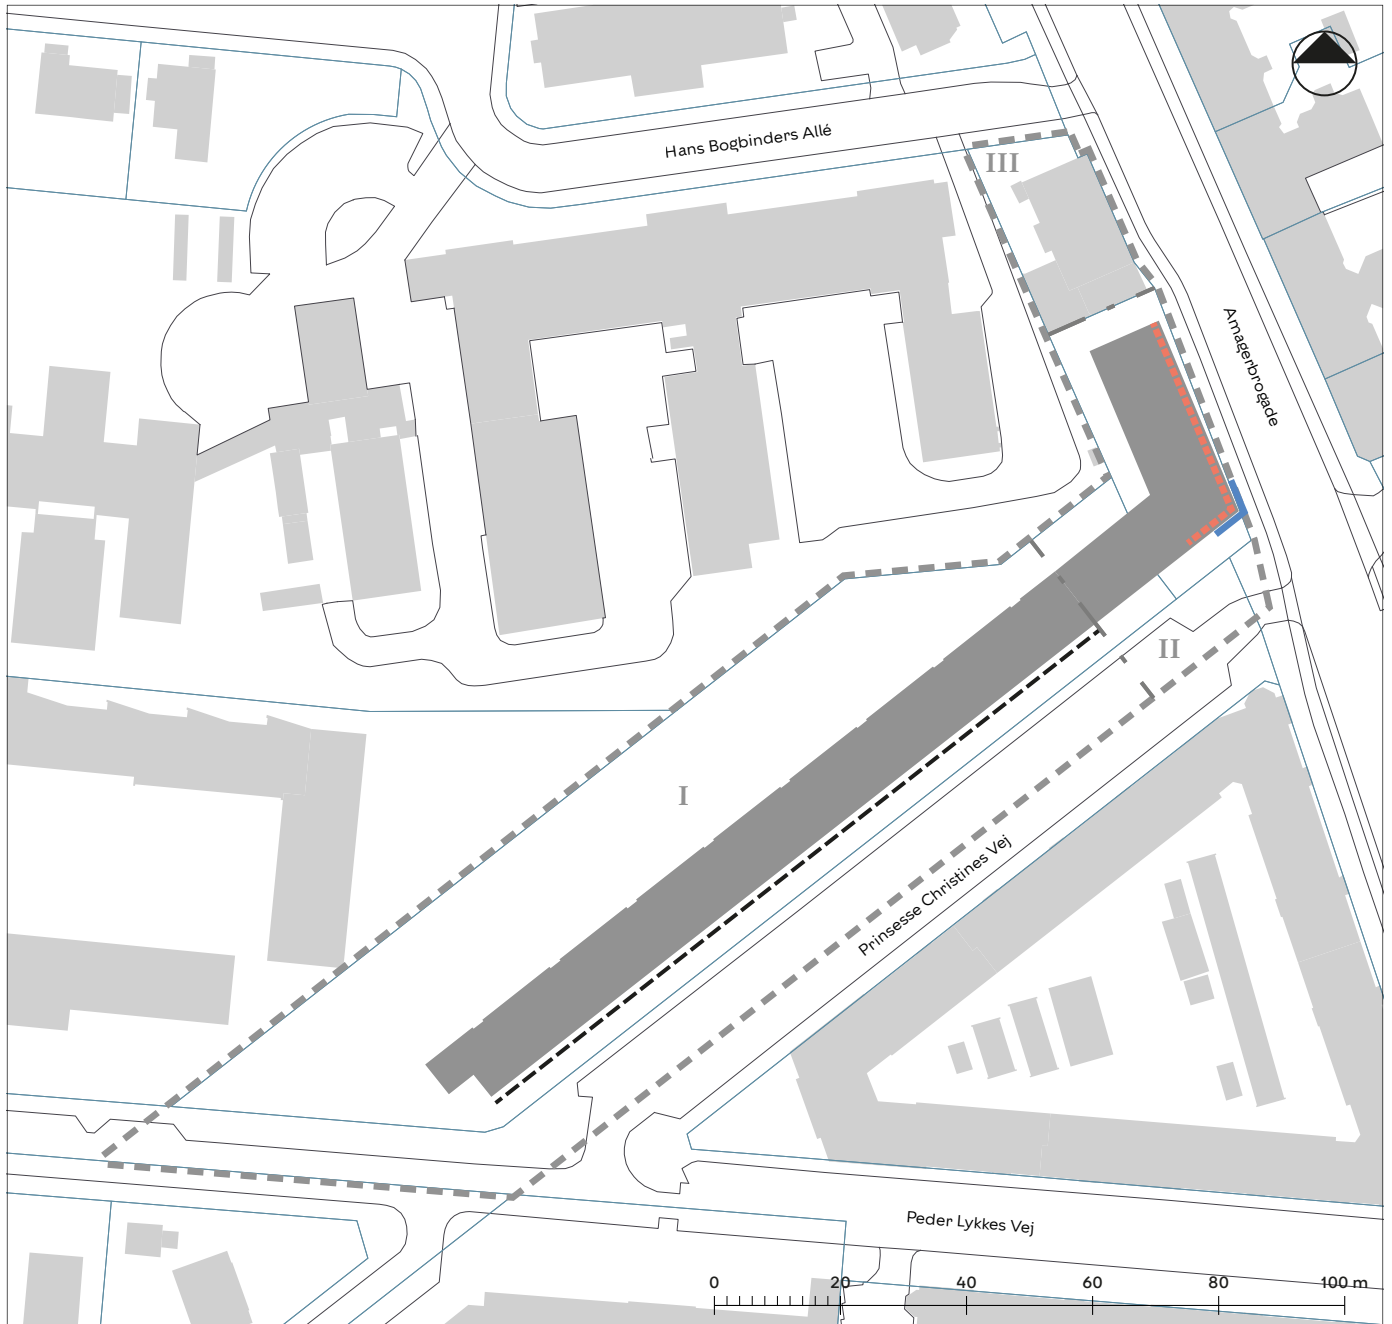 Hans Bogbinders Allé
III
Amagerbrogade
II
I
Prinsesse Christines Vej
Peder Lykkes Vej
0 20 40 60 80 100 m